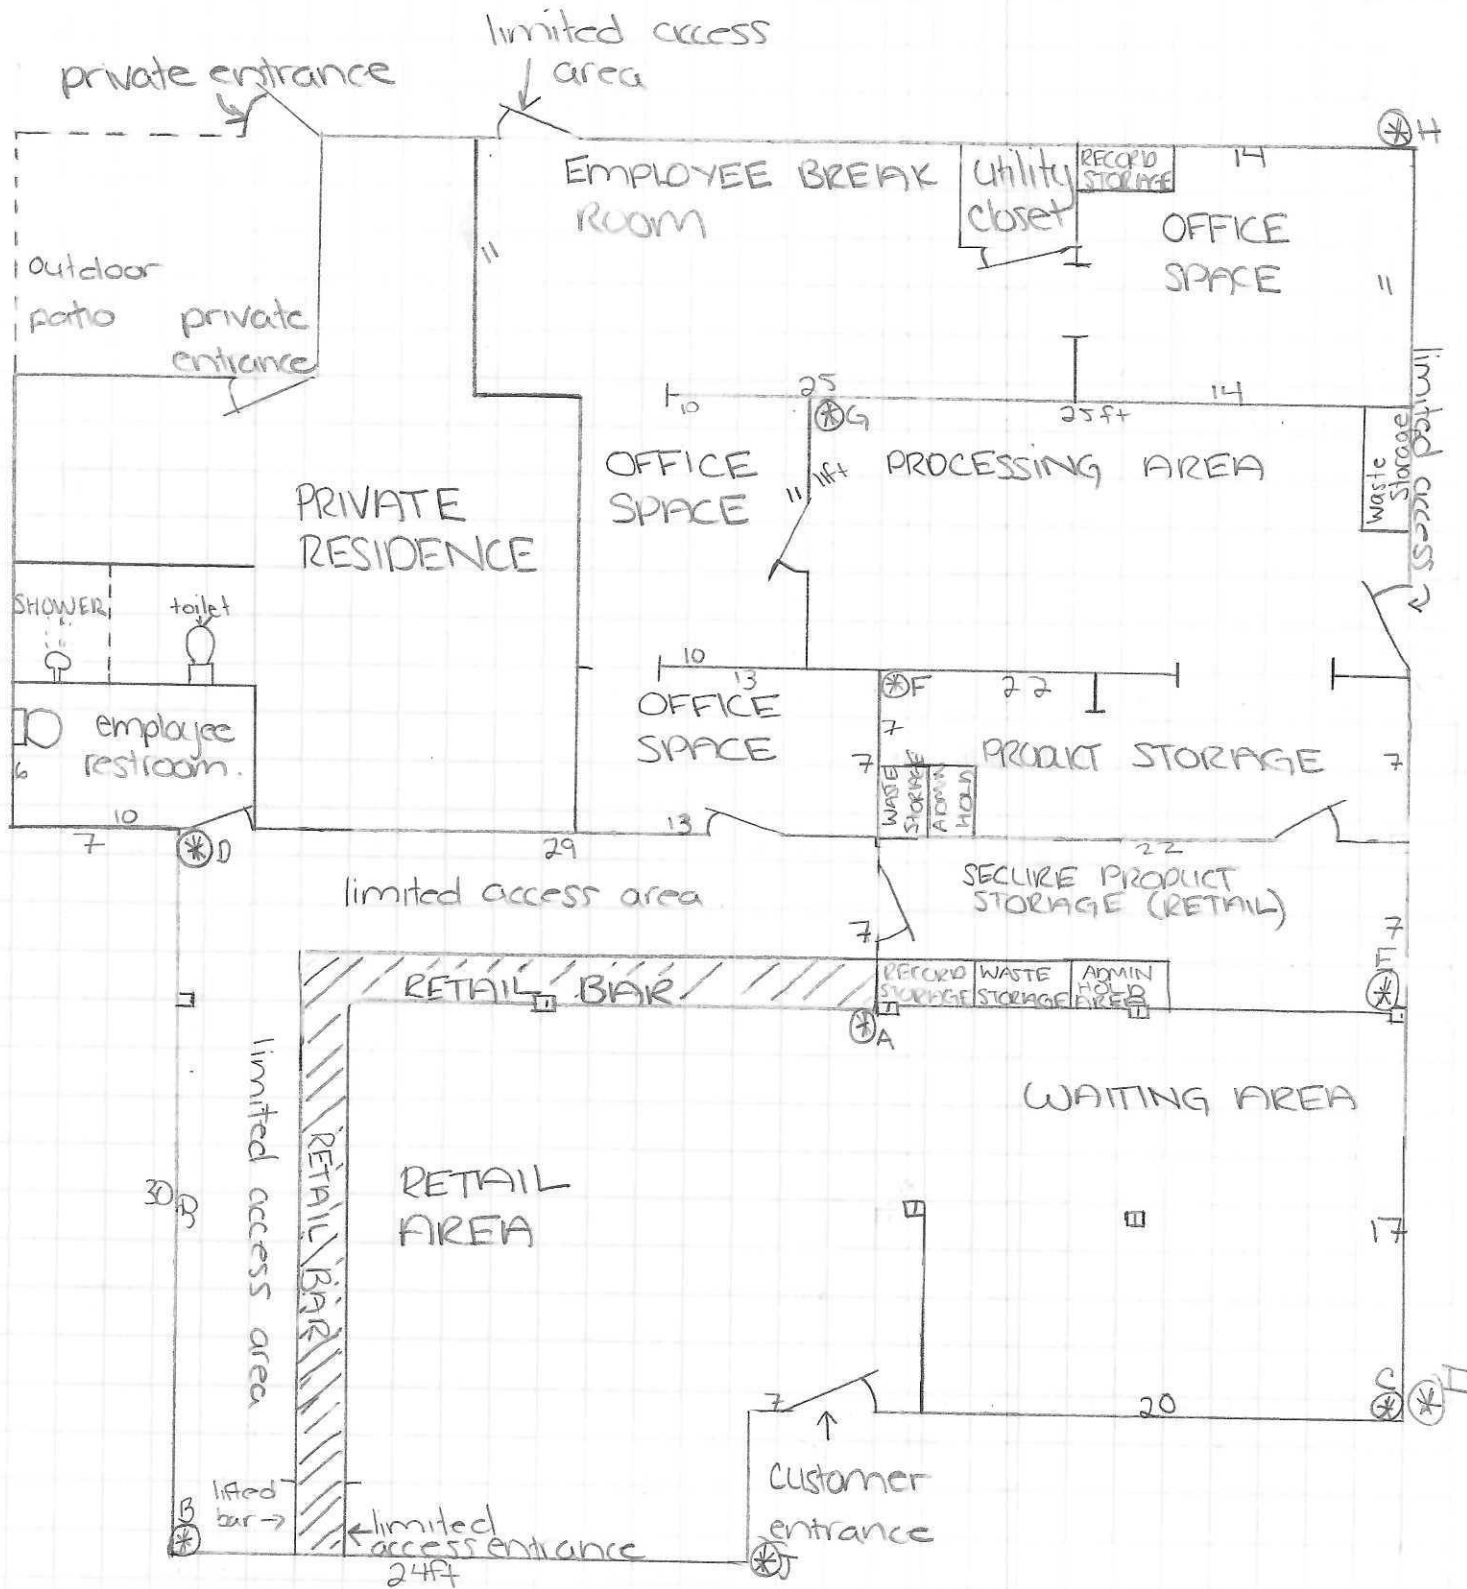 limited access
area
private entrance
H
EMPLOYEE BREAK
ROOM
utility
closet
RECORD
STORAGE
14
OFFICE
SPACE
11
11
outdoor
patio
private
entrance
limited access
10
25
G
25ft
14
OFFICE
SPACE
11
11ft
PROCESSING AREA
Waste
Storage
PRIVATE
RESIDENCE
SHOWER
toilet
10
13
OFFICE
SPACE
F
22
7
7
PRODUCT STORAGE
7
WASTE
STORAGE
ADMIN
HOLD
employee
restroom.
6
10
7
D
29
13
22
limited access area
SECURE PRODUCT
STORAGE (RETAIL)
7
7
E
RETAIL BAR
RECORD
STORAGE
WASTE
STORAGE
ADMIN
HOLD
AREA
A
WAITING AREA
limited access area
RETAIL BAR
RETAIL
AREA
30
17
7
20
C
I
customer
entrance
lifted
bar
B
limited
access entrance
24ft
J